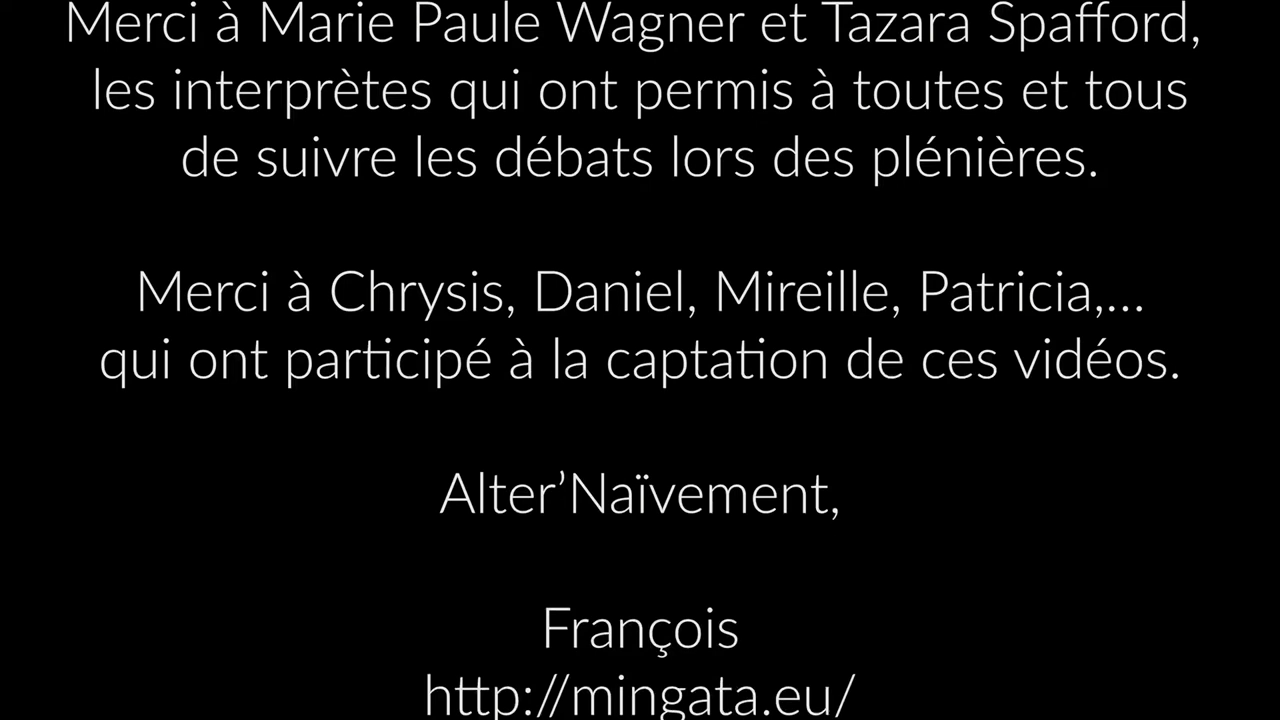 Merci à Marie Paule Wagner et Tazara Spafford,
les interprètes qui ont permis à toutes et tous
de suivre les débats lors des plénières.
Merci à Chrysis, Daniel, Mireille, Patricia,...
qui ont participé à la captation de ces vidéos.
Alter’Naïvement,
François
http://mingata.eu/